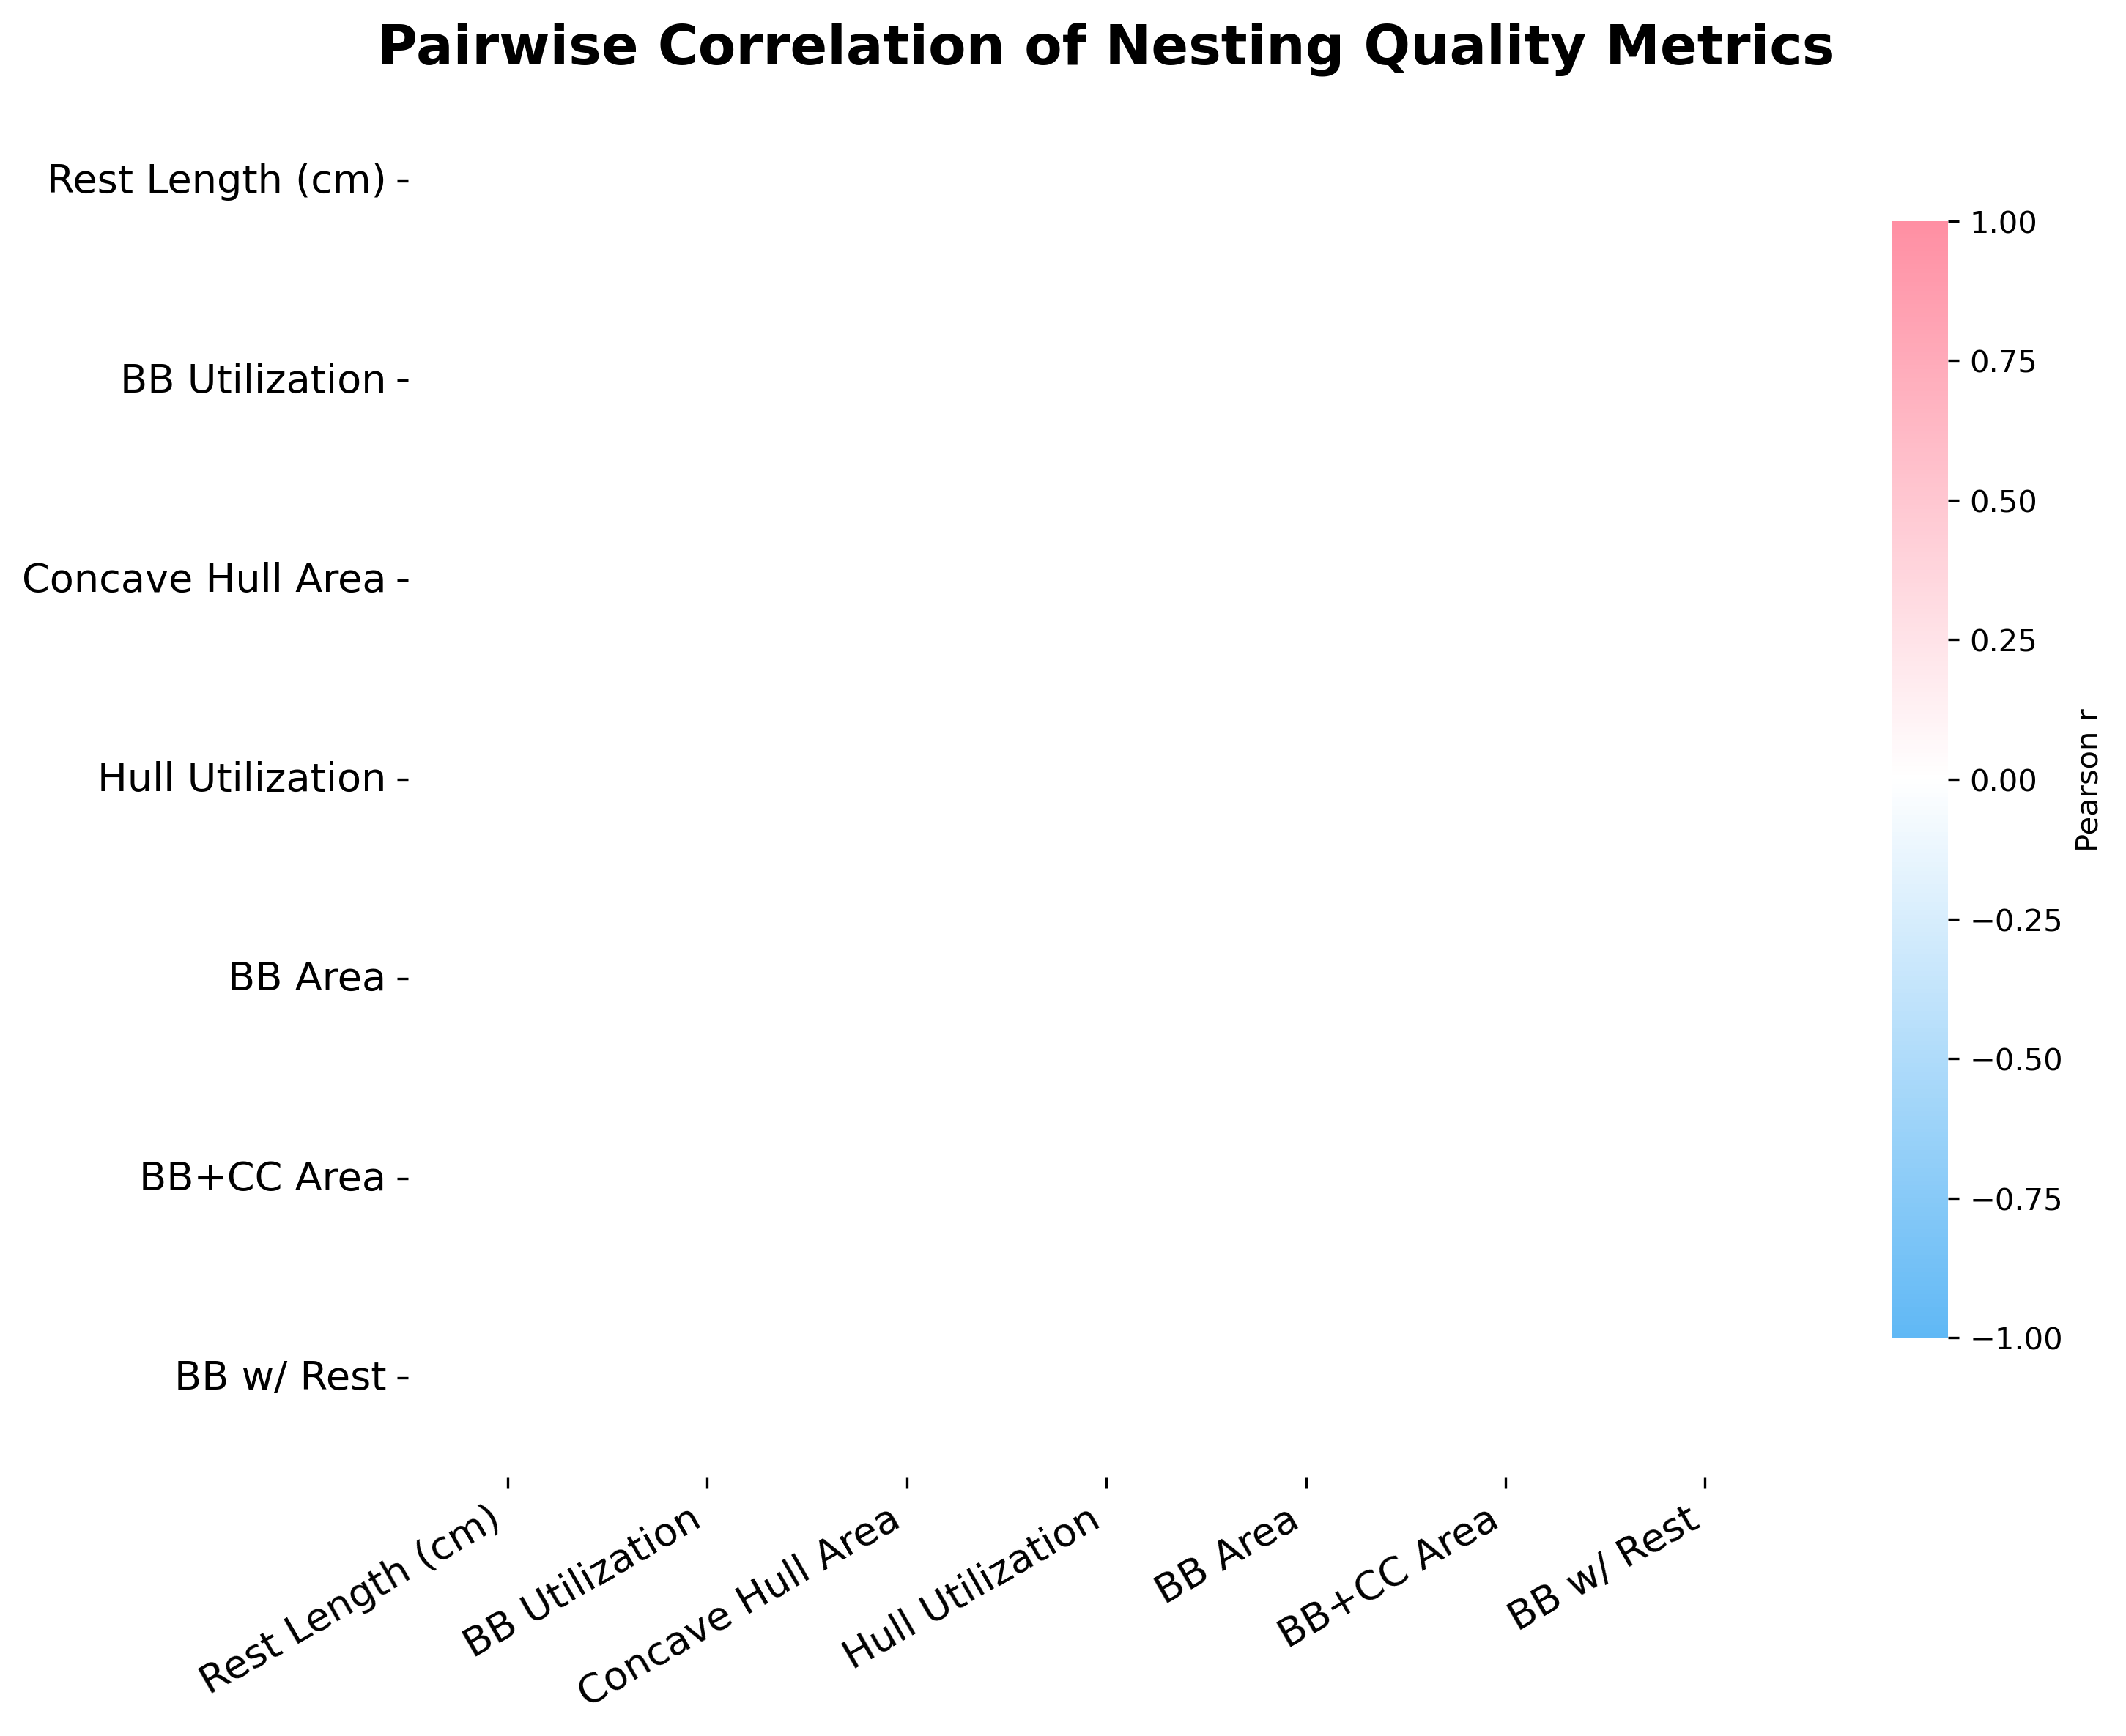 Pairwise Correlation of Nesting Quality Metrics
Rest Length (cm)
BB Utilization
Concave Hull Area
Hull Utilization
BB Area
BB+CC Area
BB w/ Rest
Rest Length (cm)
BB Utilization
Concave Hull Area
Hull Utilization
BB Area
BB+CC Area
BB w/ Rest
1.00
0.75
0.50
0.25
0.00
−0.25
−0.50
−0.75
−1.00
Pearson r